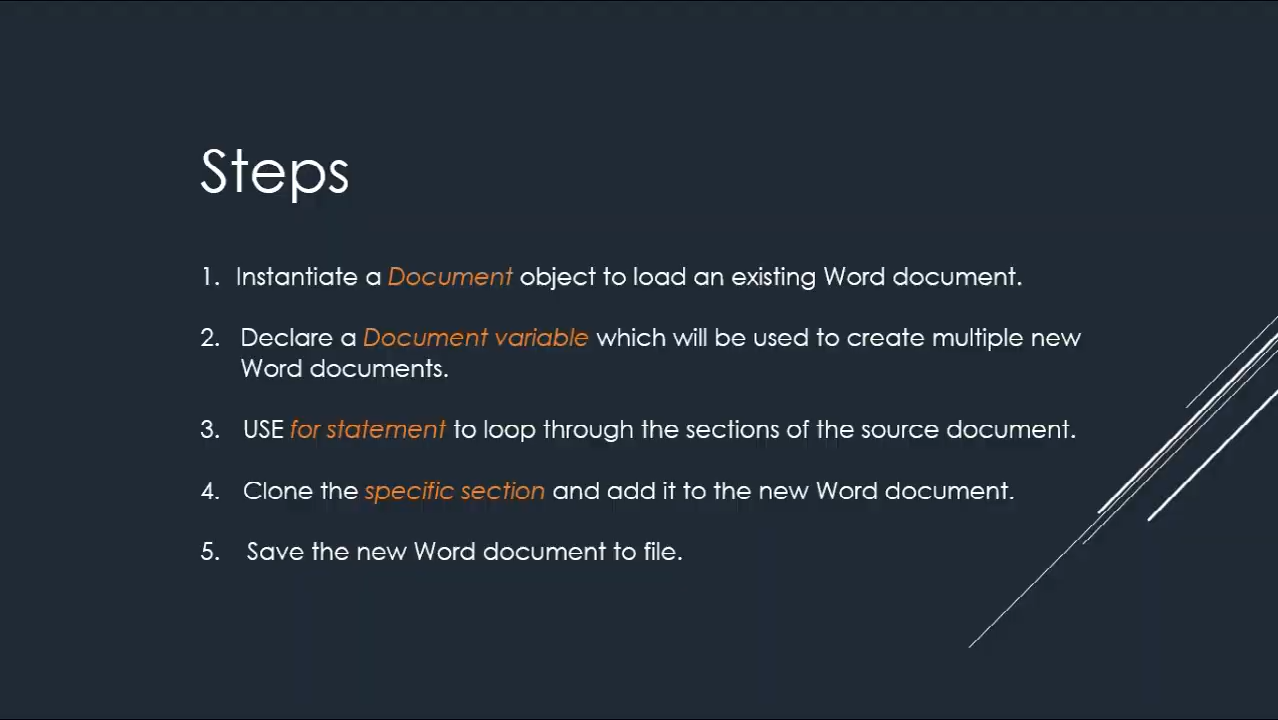 Steps
1. Instantiate a Document object to load an existing Word document.
2. Declare a Document variable which will be used to create multiple new
Word documents.
3. USE for statement to loop through the sections of the source document.
4. Clone the specific section and add it to the new Word document.
5. Save the new Word document to file.